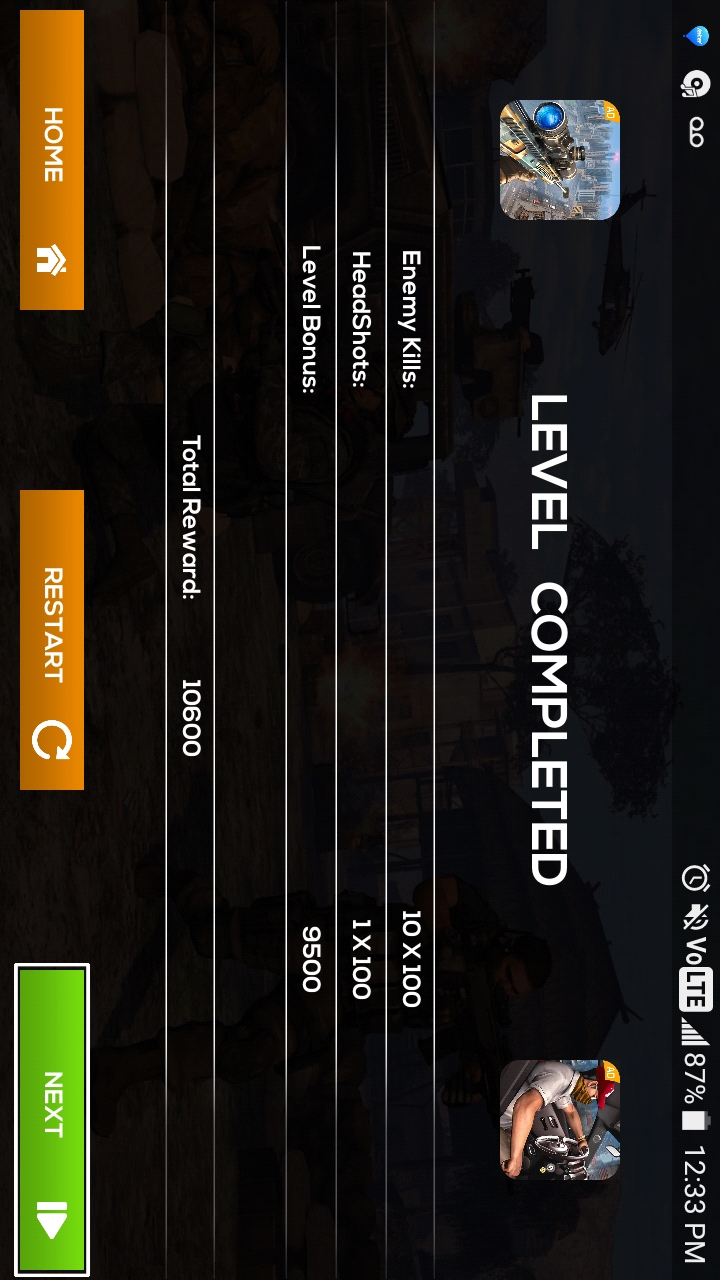 VoLTE 87% 12:33 PM
AD
AD
LEVEL COMPLETED
Enemy Kills: 10 X 100
HeadShots: 1 X 100
Level Bonus: 9500
Total Reward: 10600
HOME
RESTART
NEXT